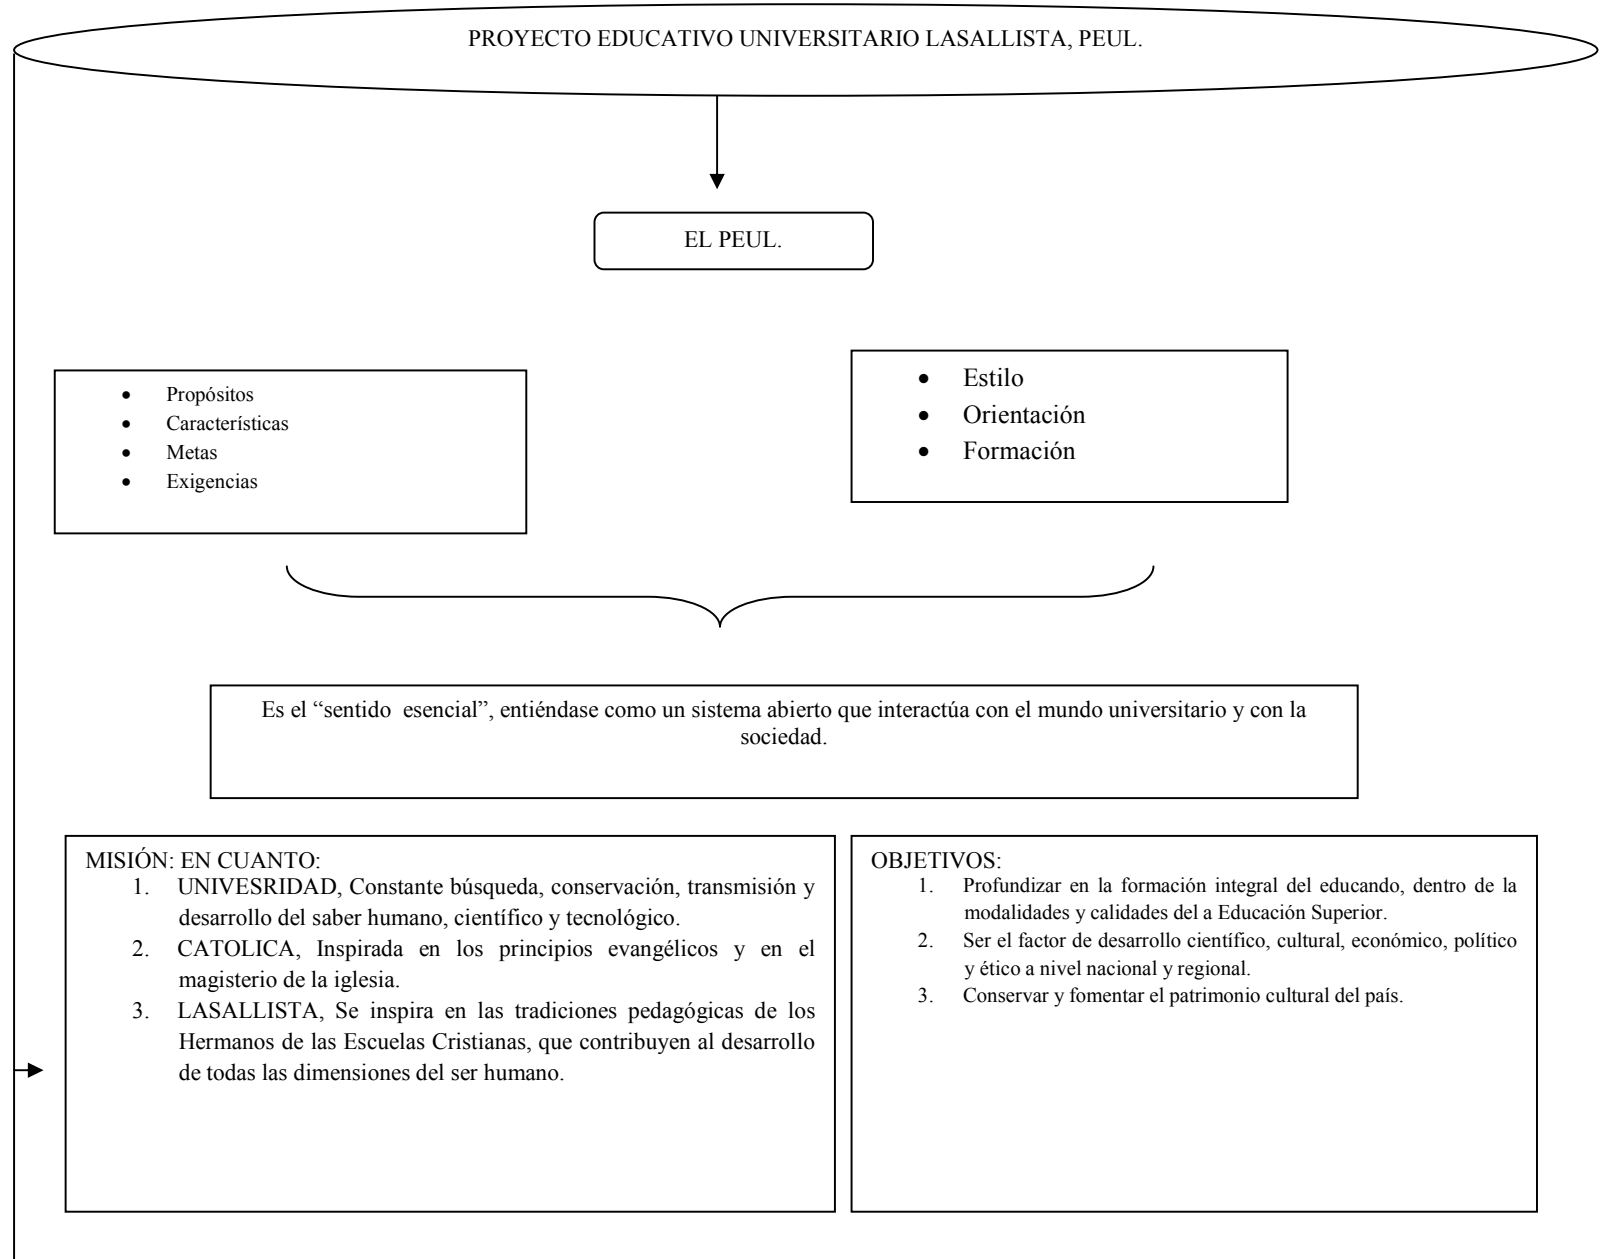 PROYECTO EDUCATIVO UNIVERSITARIO LASALLISTA, PEUL.
EL PEUL.
• Propósitos
• Características
• Metas
• Exigencias
• Estilo
• Orientación
• Formación
Es el “sentido esencial”, entiéndase como un sistema abierto que interactúa con el mundo universitario y con la
sociedad.
MISIÓN: EN CUANTO:
1. UNIVESRIDAD, Constante búsqueda, conservación, transmisión y
desarrollo del saber humano, científico y tecnológico.
2. CATOLICA, Inspirada en los principios evangélicos y en el
magisterio de la iglesia.
3. LASALLISTA, Se inspira en las tradiciones pedagógicas de los
Hermanos de las Escuelas Cristianas, que contribuyen al desarrollo
de todas las dimensiones del ser humano.
OBJETIVOS:
1. Profundizar en la formación integral del educando, dentro de la
modalidades y calidades del a Educación Superior.
2. Ser el factor de desarrollo científico, cultural, económico, político
y ético a nivel nacional y regional.
3. Conservar y fomentar el patrimonio cultural del país.